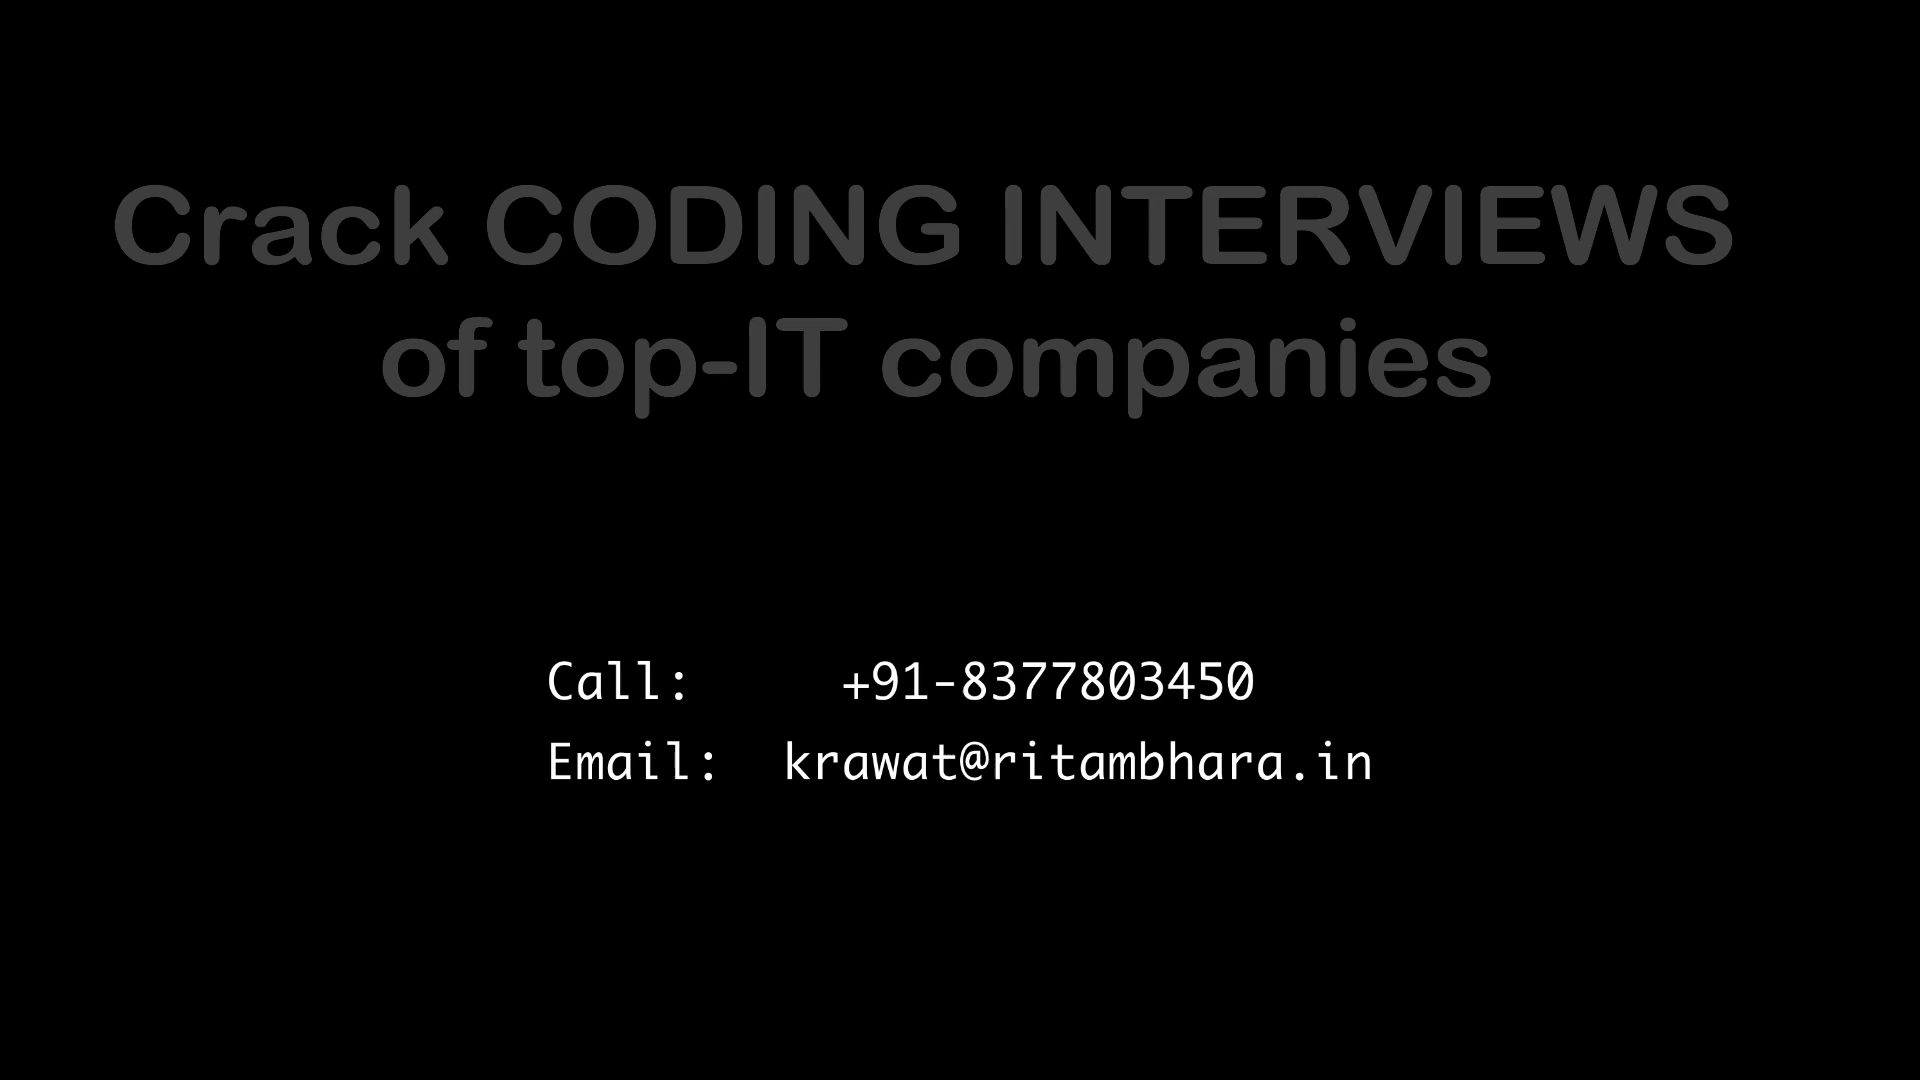 Crack CODING INTERVIEWS
of top-IT companies
Call: +91-8377803450
Email: krawat@ritambhara.in